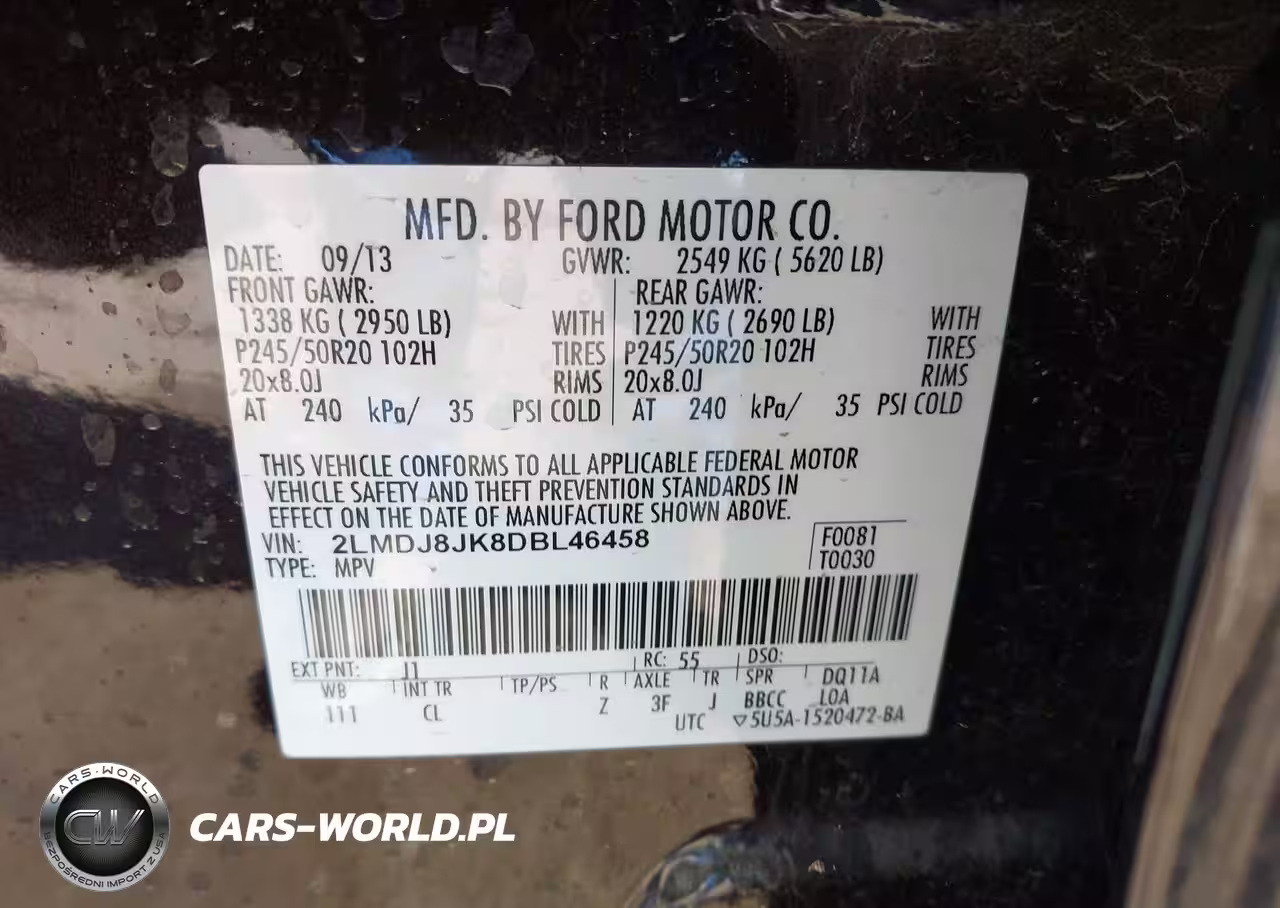 MFD. BY FORD MOTOR CO.
DATE: 09/13 GVWR: 2549 KG ( 5620 LB)
FRONT GAWR: REAR GAWR:
1338 KG ( 2950 LB) WITH 1220 KG ( 2690 LB) WITH
P245/50R20 102H TIRES P245/50R20 102H TIRES
20x8.0J RIMS 20x8.0J RIMS
AT 240 kPa/ 35 PSI COLD AT 240 kPa/ 35 PSI COLD
THIS VEHICLE CONFORMS TO ALL APPLICABLE FEDERAL MOTOR
VEHICLE SAFETY AND THEFT PREVENTION STANDARDS IN
EFFECT ON THE DATE OF MANUFACTURE SHOWN ABOVE.
VIN: 2LMDJ8JK8DBL46458 F0081
TYPE: MPV T0030
EXT PNT: J1 RC: 55 DSO:
WB INT TR TP/PS R AXLE TR SPR DQ11A
111 CL Z 3F J BBCC LOA
UTC ▽5U5A-1520472-BA
CARS-WORLD
CW
BEZPOŚREDNI IMPORT Z USA
CARS-WORLD.PL